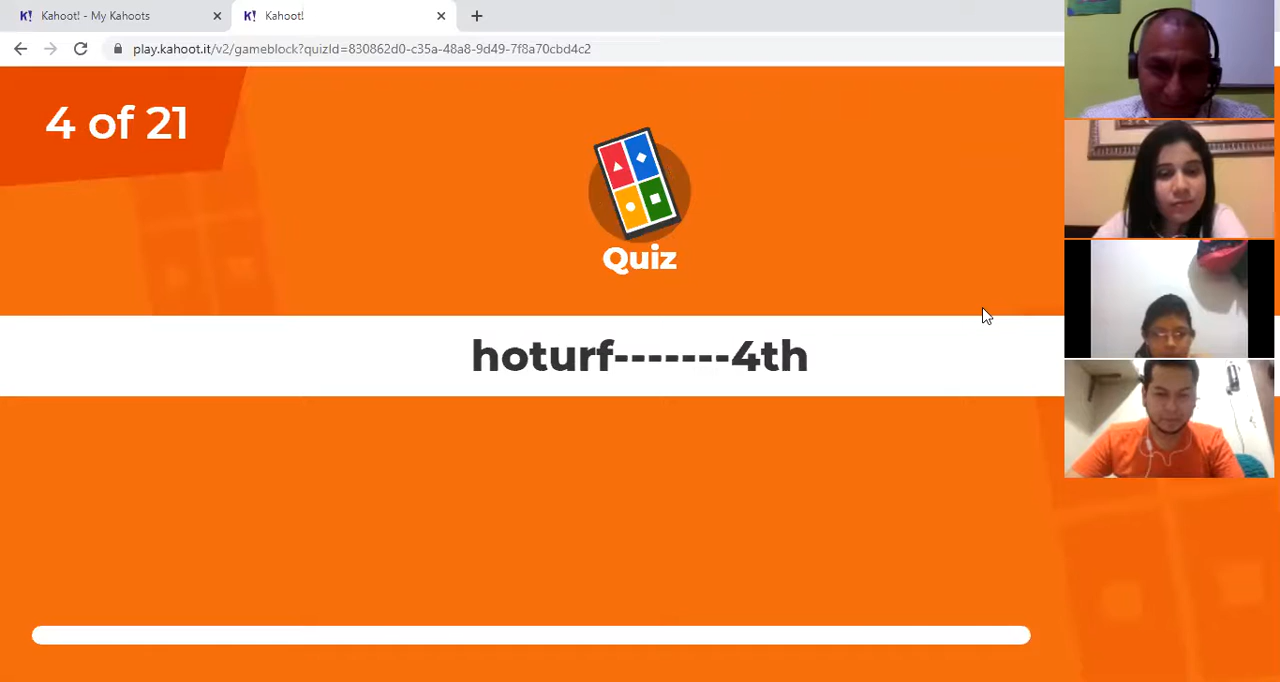 Kahoot! - My Kahoots
Kahoot!
play.kahoot.it/v2/gameblock?quizId=830862d0-c35a-48a8-9d49-7f8a70cbd4c2
4 of 21
Quiz
hoturf-------4th